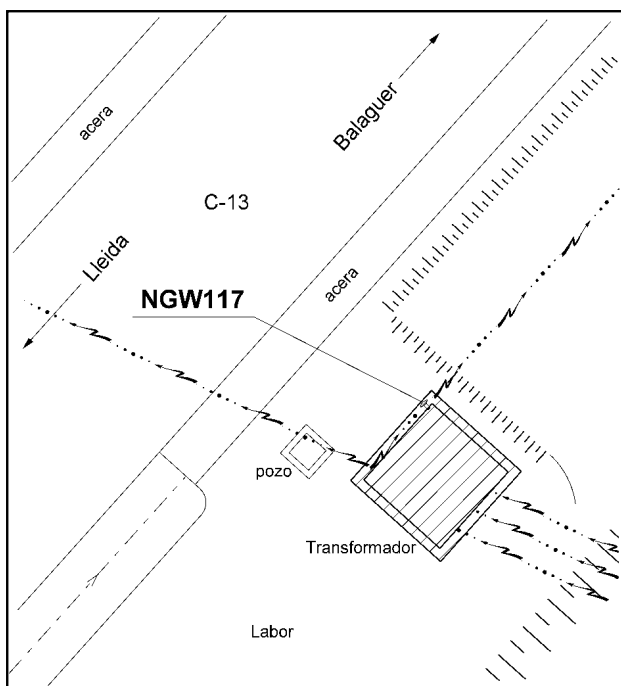 acera
Balaguer
C-13
Lleida
acera
NGW117
pozo
Transformador
Labor